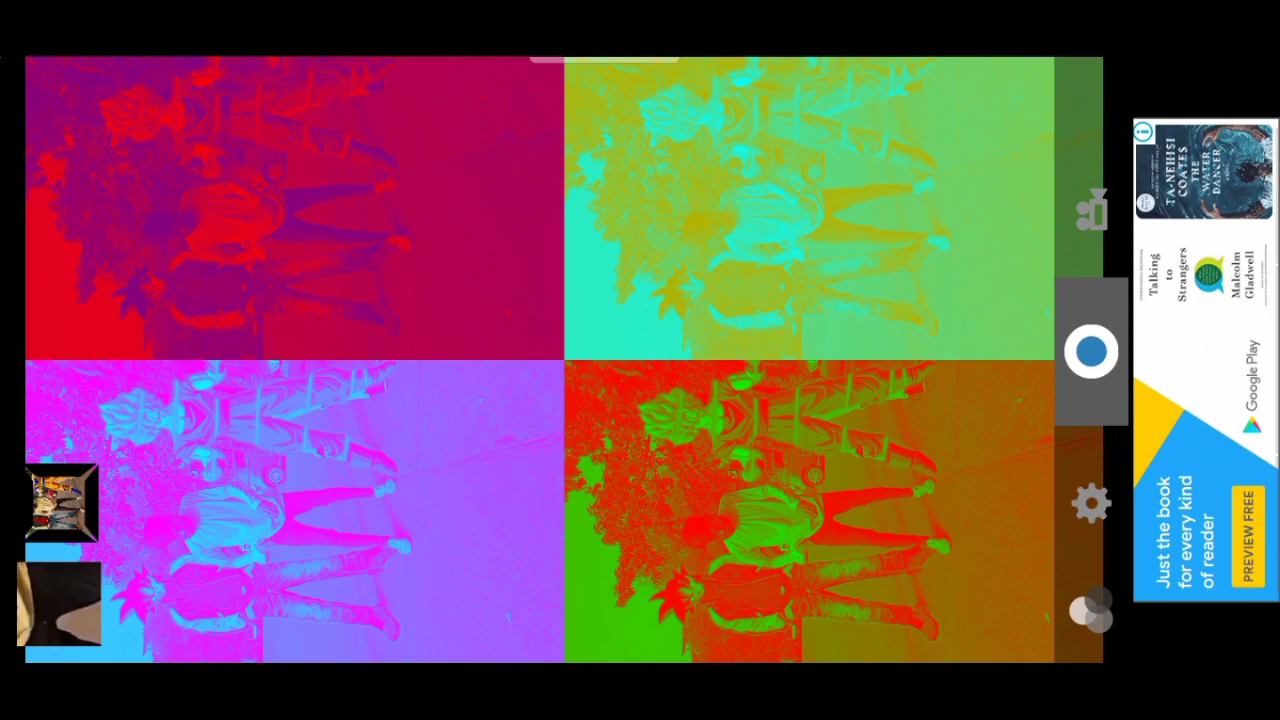 TA-NEHISI
COATES
THE
WATER
DANCER
Talking
to
Strangers
Malcolm
Gladwell
Google Play
Just the book
for every kind
of reader
PREVIEW FREE